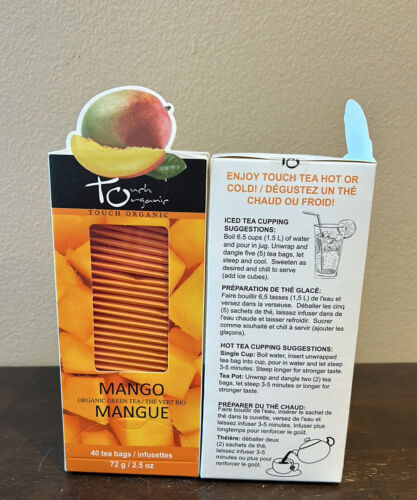 Touch
Organic
TOUCH ORGANIC
MANGO
ORGANIC GREEN TEA / THÉ VERT BIO
MANGUE
40 tea bags / infusettes
72 g / 2.5 oz
TO
ENJOY TOUCH TEA HOT OR
COLD! / DÉGUSTEZ UN THÉ
CHAUD OU FROID!
ICED TEA CUPPING
SUGGESTIONS:
Boil 6.5 cups (1.5 L) of water
and pour in jug. Unwrap and
dangle five (5) tea bags, let
steep and cool. Sweeten as
desired and chill to serve
(add ice cubes).
PRÉPARATION DE THÉ GLACÉ:
Faire bouillir 6,5 tasses (1,5 L) de l'eau et
versez dans la verseuse. Déballer les cinq
(5) sachets de thé, laissez infuser dans de
l'eau chaude et laisser refroidir. Sucrer
comme souhaité et chill à servir (ajouter les
glaçons).
HOT TEA CUPPING SUGGESTIONS:
Single Cup: Boil water, insert unwrapped
tea bag into cup, pour in water and let steep
3-5 minutes. Steep longer for stronger taste.
Tea Pot: Unwrap and dangle two (2) tea
bags, let steep 3-5 minutes or longer for
stronger taste.
PRÉPARER DU THÉ CHAUD:
Faire bouillir de l'eau, insérer le sachet de
thé dans la cuvette, versez de l'eau et
laissez infuser 3-5 minutes. Infuser plus
longtemps pour renforcer le goût.
Théière: déballer deux
(2) sachets de thé,
laissez infuser 3-5
minutes ou plus pour
renforcer le goût.